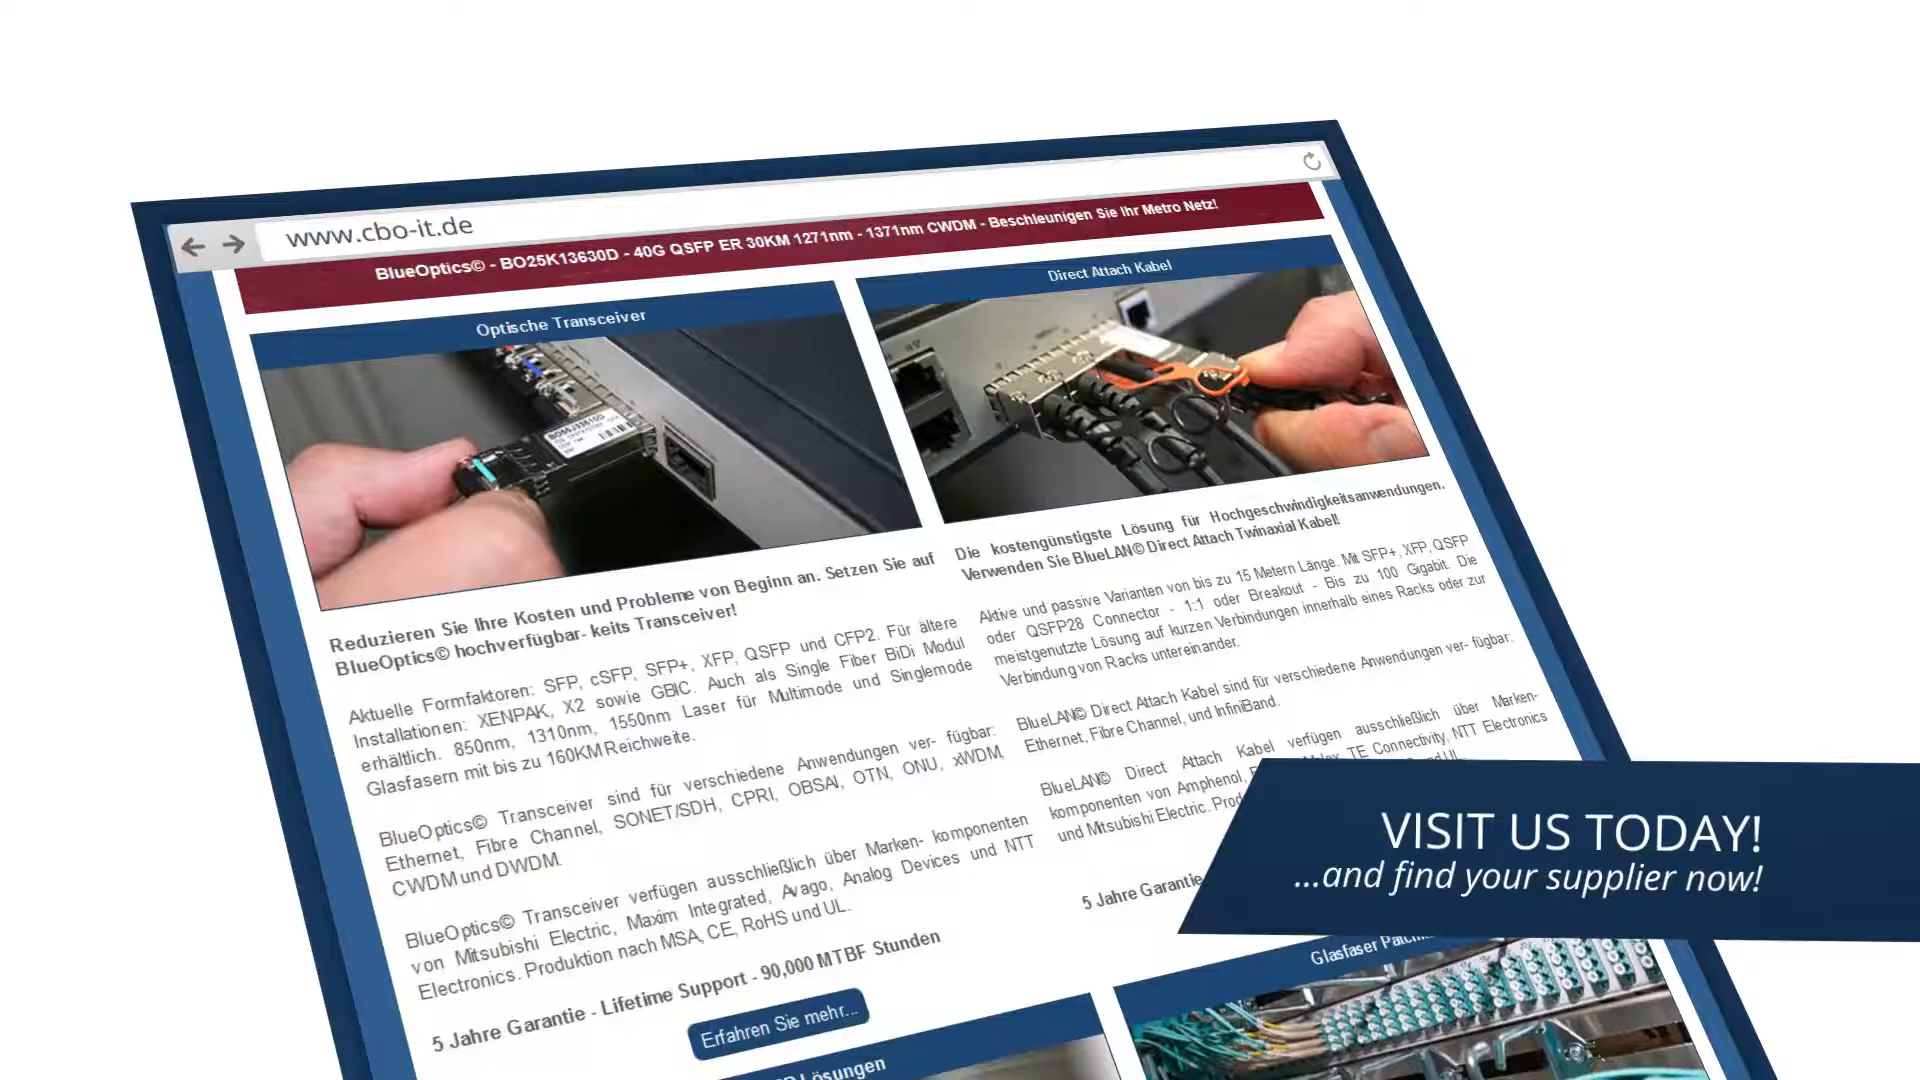 www.cbo-it.de
BlueOptics© - BO25K13630D - 40G QSFP ER 30KM 1271nm - 1371nm CWDM - Beschleunigen Sie Ihr Metro Netz!
Optische Transceiver
BO66J33610D
Reduzieren Sie Ihre Kosten und Probleme von Beginn an. Setzen Sie auf
BlueOptics© hochverfügbar- keits Transceiver!
Aktuelle Formfaktoren: SFP, cSFP, SFP+, XFP, QSFP und CFP2. Für ältere
Installationen: XENPAK, X2 sowie GBIC. Auch als Single Fiber BiDi Modul
erhältlich. 850nm, 1310nm, 1550nm Laser für Multimode und Singlemode
Glasfasern mit bis zu 160KM Reichweite.
BlueOptics© Transceiver sind für verschiedene Anwendungen ver- fügbar:
Ethernet, Fibre Channel, SONET/SDH, CPRI, OBSAI, OTN, ONU, xWDM,
CWDM und DWDM.
BlueOptics© Transceiver verfügen ausschließlich über Marken- komponenten
von Mitsubishi Electric, Maxim Integrated, Avago, Analog Devices und NTT
Electronics. Produktion nach MSA, CE, RoHS und UL.
5 Jahre Garantie - Lifetime Support - 90,000 MTBF Stunden
Erfahren Sie mehr...
Direct Attach Kabel
Die kostengünstigste Lösung für Hochgeschwindigkeitsanwendungen.
Verwenden Sie BlueLAN© Direct Attach Twinaxial Kabel!
Aktive und passive Varianten von bis zu 15 Metern Länge. Mit SFP+, XFP, QSFP
oder QSFP28 Connector - 1:1 oder Breakout - Bis zu 100 Gigabit. Die
meistgenutzte Lösung auf kurzen Verbindungen innerhalb eines Racks oder zur
Verbindung von Racks untereinander.
BlueLAN© Direct Attach Kabel sind für verschiedene Anwendungen ver- fügbar:
Ethernet, Fibre Channel, und InfiniBand.
BlueLAN© Direct Attach Kabel verfügen ausschließlich über Marken-
komponenten von Amphenol, TE Connectivity, NTT Electronics
und Mitsubishi Electric.
5 Jahre Garantie
Lösungen
Glasfaser
VISIT US TODAY!
...and find your supplier now!